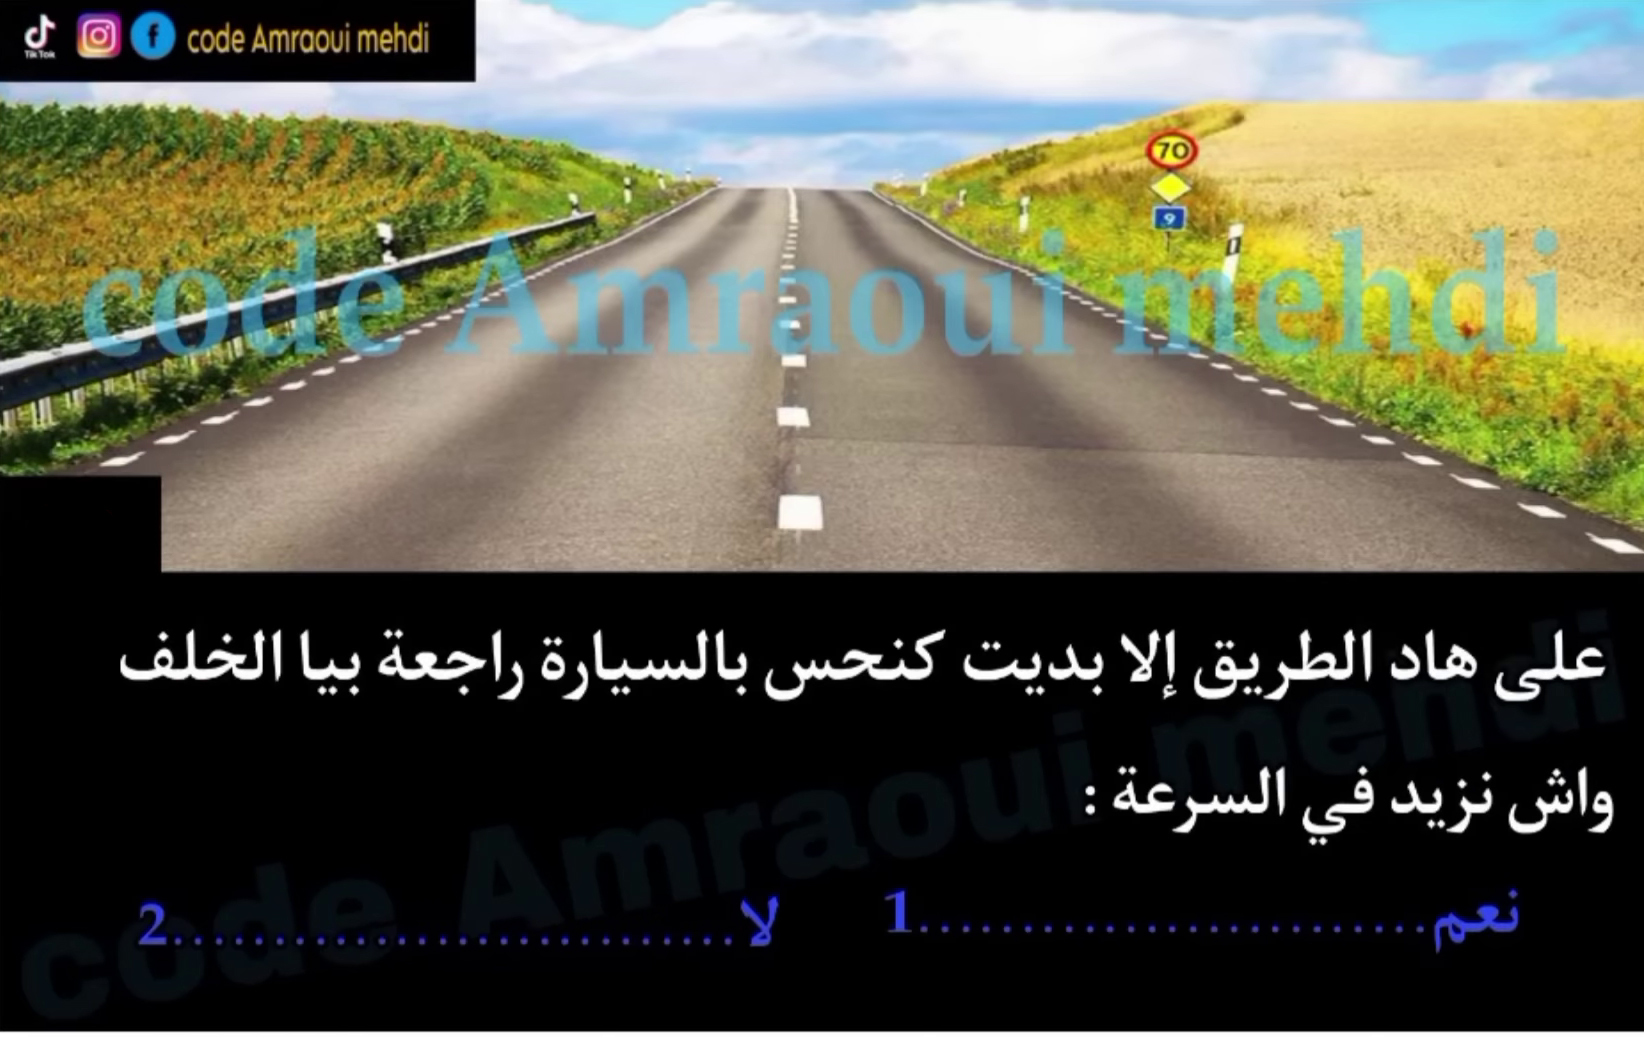 TikTok
code Amraoui mehdi
70
9
code Amraoui mehdi
على هاد الطريق إلا بديت كنحس بالسيارة راجعة بيا الخلف
واش نزيد في السرعة :
نعم.............................1 لا.............................2
code Amraoui mehdi